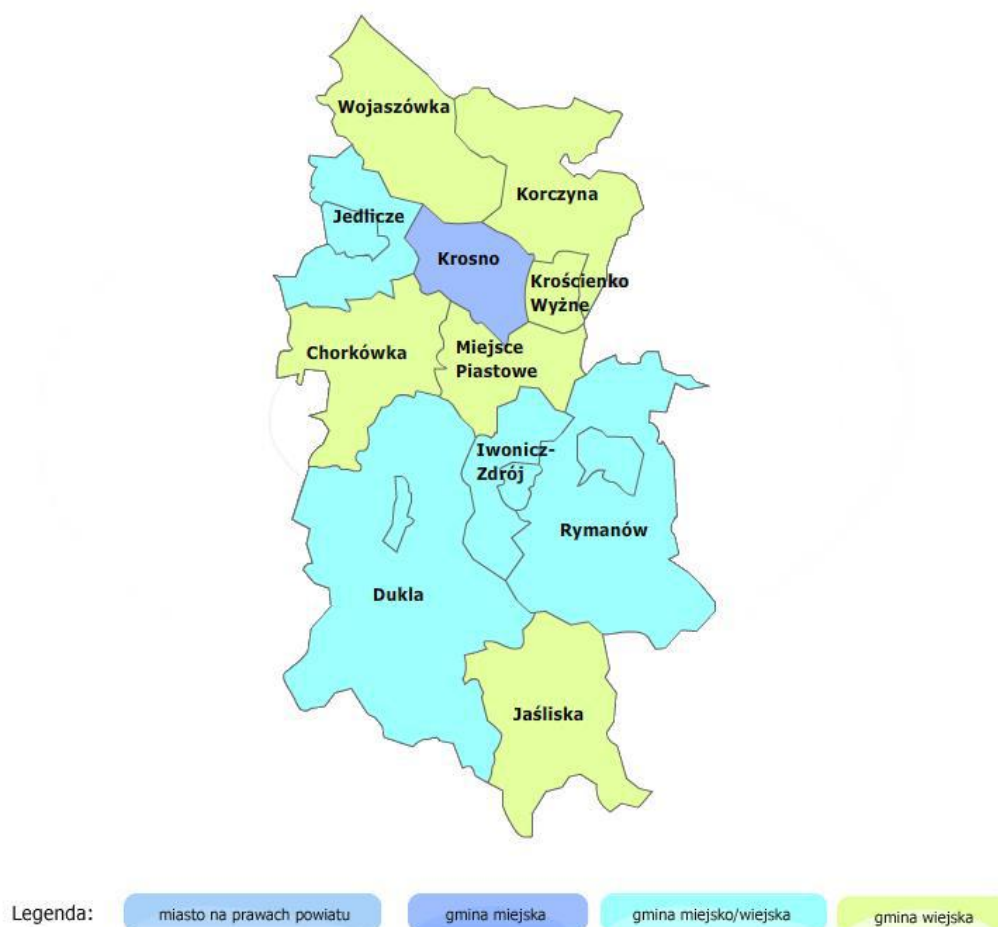 Wojaszówka
Korczyna
Jedlicze
Krosno
Krościenko
Wyżne
Chorkówka
Miejsce
Piastowe
Iwonicz-
Zdrój
Rymanów
Dukla
Jaśliska
Legenda: miasto na prawach powiatu gmina miejska gmina miejsko/wiejska gmina wiejska